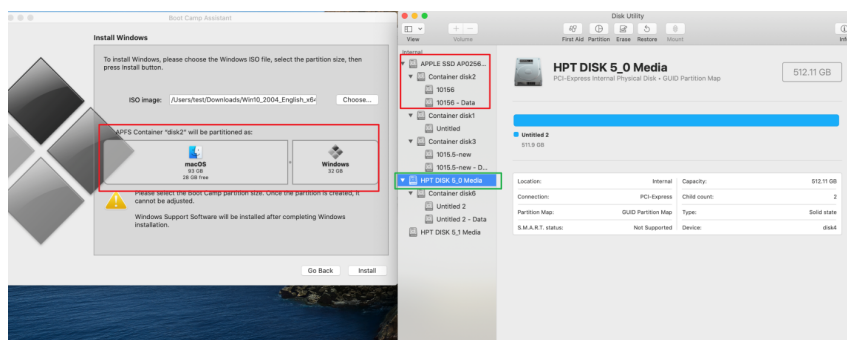 Boot Camp Assistant
Install Windows
To install Windows, please choose the Windows ISO file, select the partition size, then
press Install button.
ISO image: /Users/test/Downloads/Win10_2004_English_x64 Choose...
APFS Container "disk2" will be partitioned as:
macOS
93 GB
28 GB free
Windows
32 GB
Please select the Boot Camp partition size. Once the partition is created, it
cannot be adjusted.
Windows Support Software will be installed after completing Windows
installation.
Go Back Install
Disk Utility
View Volume First Aid Partition Erase Restore Mount Info
Internal
APPLE SSD AP0256...
Container disk2
10156
10156 - Data
Container disk1
Untitled
Container disk3
1015.5-new
1015.5-new - D...
HPT DISK 5_0 Media
Container disk6
Untitled 2
Untitled 2 - Data
HPT DISK 5_1 Media
HPT DISK 5_0 Media
PCI-Express Internal Physical Disk • GUID Partition Map
512.11 GB
Untitled 2
511.9 GB
Location: Internal Capacity: 512.11 GB
Connection: PCI-Express Child count: 2
Partition Map: GUID Partition Map Type: Solid state
S.M.A.R.T. status: Not Supported Device: disk4